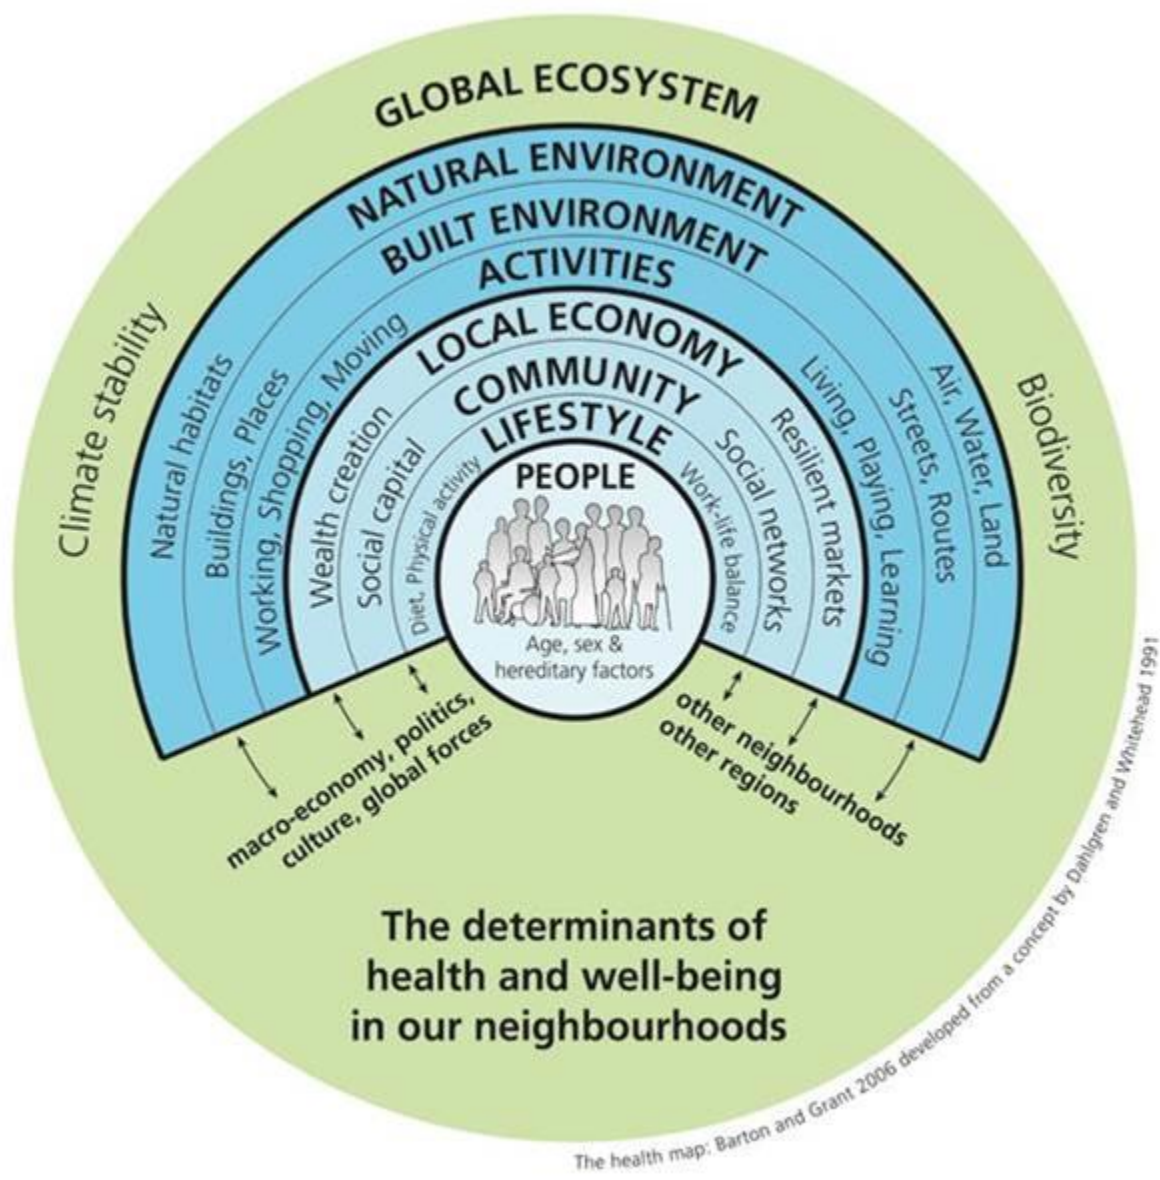 GLOBAL ECOSYSTEM
NATURAL ENVIRONMENT
BUILT ENVIRONMENT
ACTIVITIES
LOCAL ECONOMY
COMMUNITY
LIFESTYLE
PEOPLE
Age, sex &
hereditary factors
Climate stability
Natural habitats
Buildings, Places
Working, Shopping, Moving
Wealth creation
Social capital
Diet, Physical activity
Work-life balance
Social networks
Resilient markets
Living, Playing, Learning
Streets, Routes
Air, Water, Land
Biodiversity
macro-economy, politics,
culture, global forces
other neighbourhoods
other regions
The determinants of
health and well-being
in our neighbourhoods
The health map: Barton and Grant 2006 developed from a concept by Dahlgren and Whitehead 1991